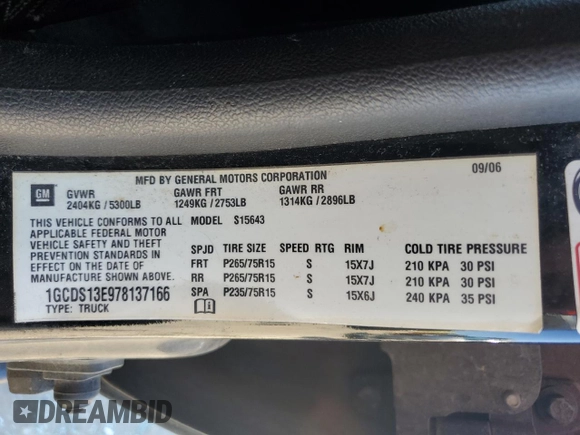 MFD BY GENERAL MOTORS CORPORATION 09/06
GM GVWR GAWR FRT GAWR RR
2404KG / 5300LB 1249KG / 2753LB 1314KG / 2896LB
THIS VEHICLE CONFORMS TO ALL MODEL S15643
APPLICABLE FEDERAL MOTOR
VEHICLE SAFETY AND THEFT
PREVENTION STANDARDS IN
EFFECT ON THE DATE OF
MANUFACTURE SHOWN ABOVE.
1GCDS13E978137166
TYPE: TRUCK
SPJD TIRE SIZE SPEED RTG RIM COLD TIRE PRESSURE
FRT P265/75R15 S 15X7J 210 KPA 30 PSI
RR P265/75R15 S 15X7J 210 KPA 30 PSI
SPA P235/75R15 S 15X6J 240 KPA 35 PSI
DREAMBID